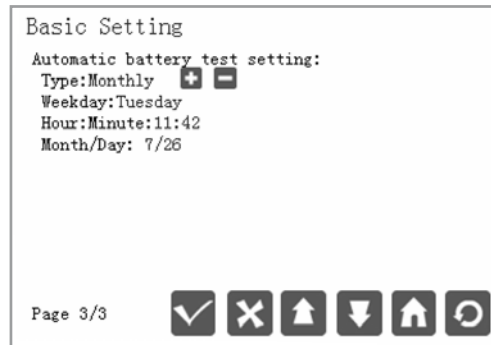 Basic Setting
Automatic battery test setting:
Type:Monthly
Weekday:Tuesday
Hour:Minute:11:42
Month/Day: 7/26
Page 3/3